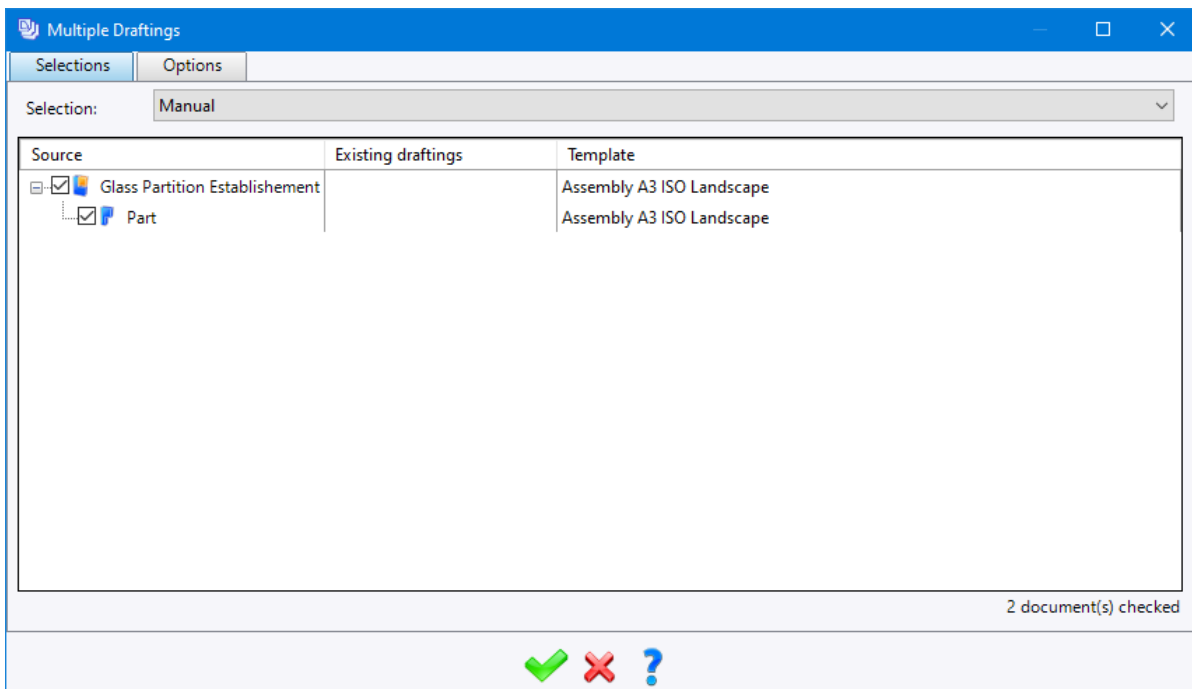 Multiple Draftings
Selections Options
Selection: Manual
Source Existing draftings Template
Glass Partition Establishement Assembly A3 ISO Landscape
Part Assembly A3 ISO Landscape
2 document(s) checked